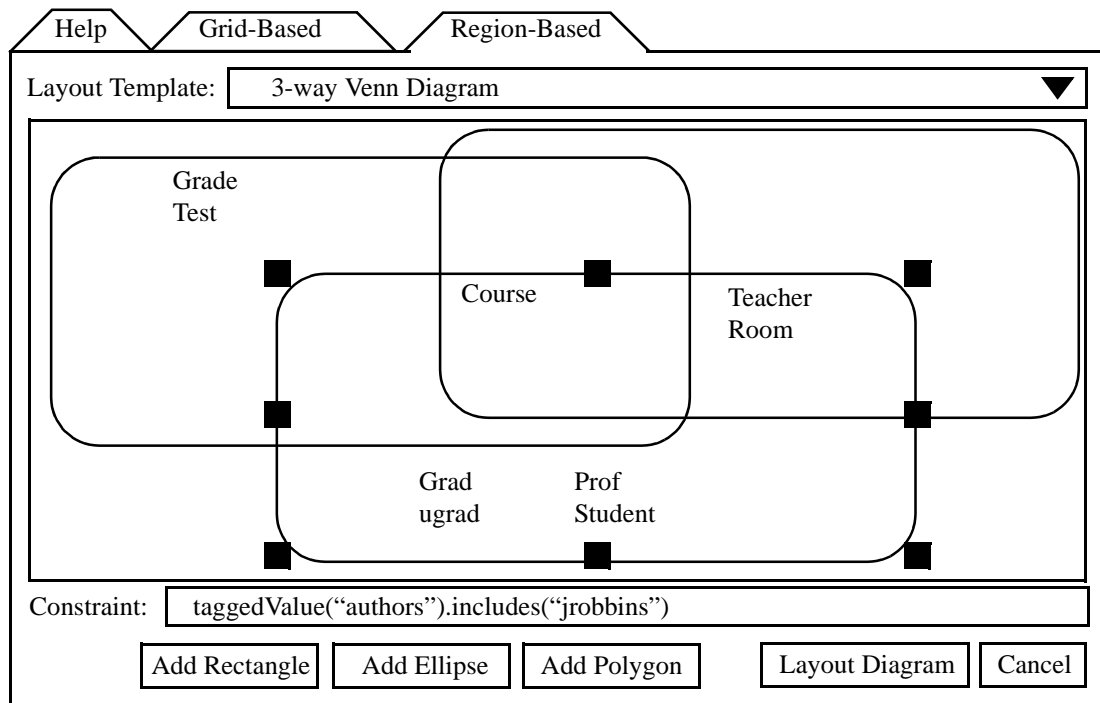 Help
Grid-Based
Region-Based
Layout Template:
3-way Venn Diagram
Grade
Test
Course
Teacher
Room
Grad
ugrad
Prof
Student
Constraint:
taggedValue(“authors”).includes(“jrobbins”)
Add Rectangle
Add Ellipse
Add Polygon
Layout Diagram
Cancel